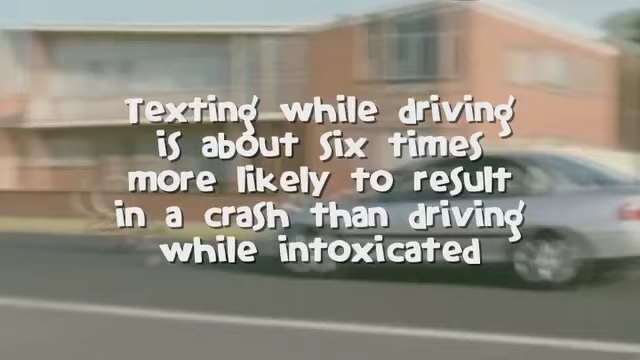 Texting while driving
is about six times
more likely to result
in a crash than driving
while intoxicated